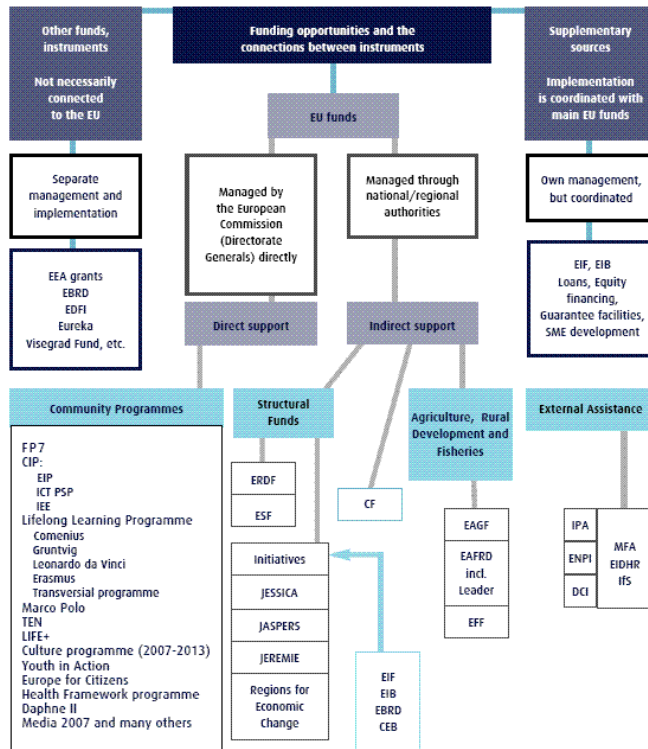 Other funds,
instruments
Not necessarily
connected
to the EU
Funding opportunities and the
connections between instruments
Supplementary
sources
Implementation
is coordinated with
main EU funds
EU funds
Separate
management and
implementation
Managed by
the European
Commission
(Directorate
Generals) directly
Managed through
national/regional
authorities
Own management,
but coordinated
EEA grants
EBRD
EDFI
Eureka
Visegrad Fund, etc.
EIF, EIB
Loans, Equity
financing,
Guarantee facilities,
SME development
Direct support
Indirect support
Community Programmes
Structural
Funds
Agriculture, Rural
Development and
Fisheries
External Assistance
FP7
CIP:
EIP
ICT PSP
IEE
Lifelong Learning Programme
Comenius
Gruntvig
Leonardo da Vinci
Erasmus
Transversial programme
Marco Polo
TEN
LIFE+
Culture programme (2007-2013)
Youth in Action
Europe for Citizens
Health Framework programme
Daphne II
Media 2007 and many others
ERDF
ESF
CF
Initiatives
JESSICA
JASPERS
JEREMIE
Regions for
Economic
Change
EIF
EIB
EBRD
CEB
EAGF
EAFRD
incl.
Leader
EFF
IPA
ENPI
DCI
MFA
EIDHR
IfS